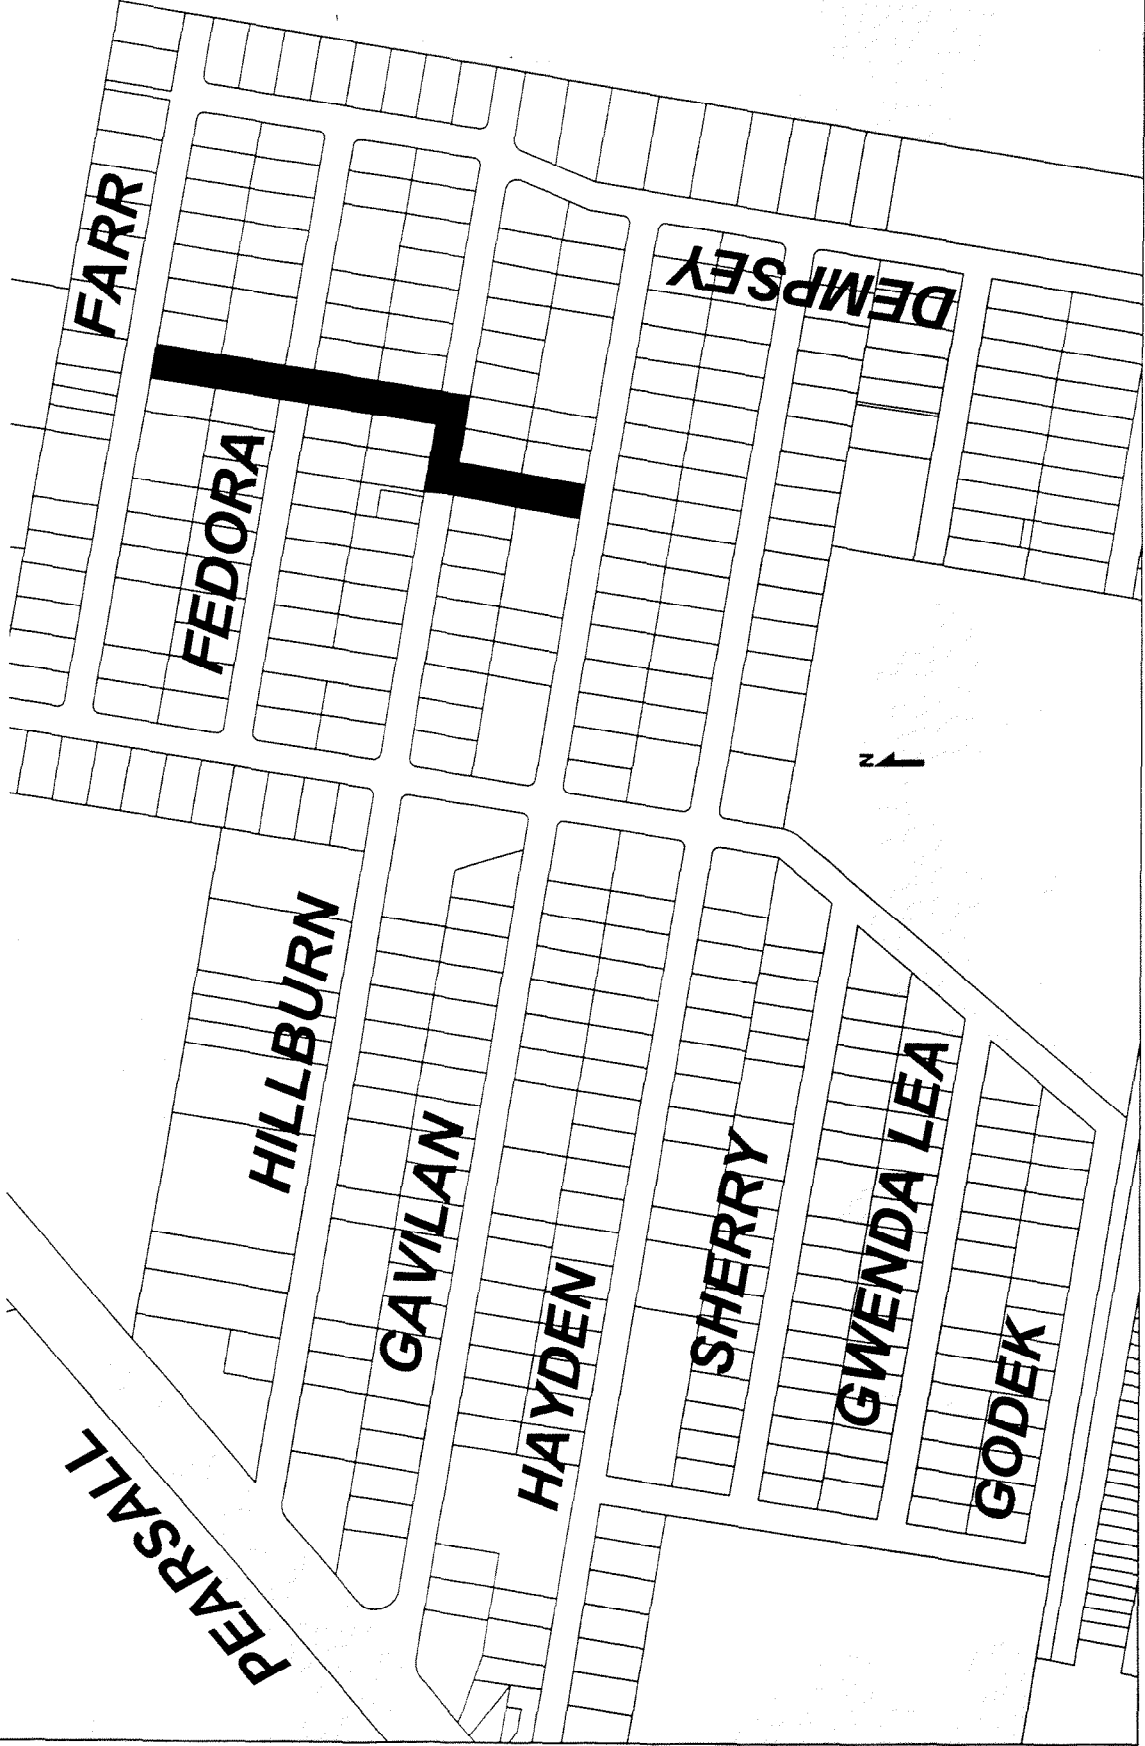 FARR
DEMPSEY
FEDORA
N
HILLBURN
GAVILAN
SHERRY
GWENDA LEA
HAYDEN
GODEK
PEARSALL